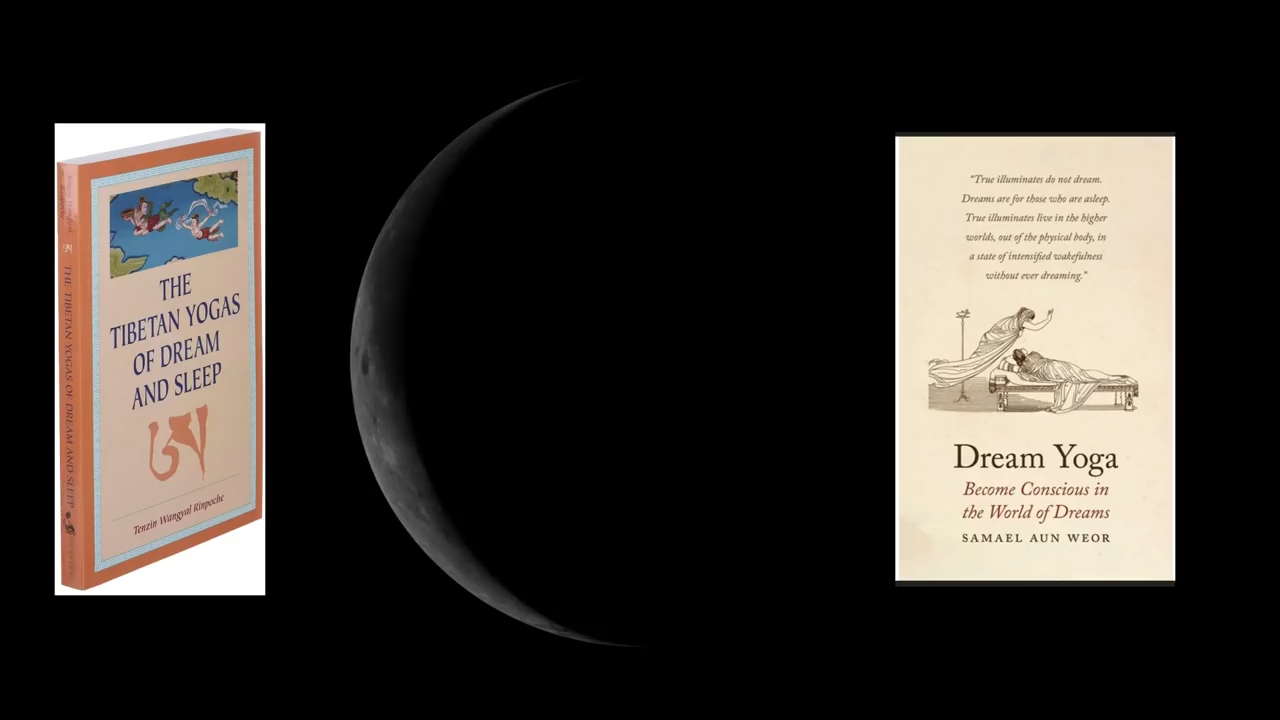 THE
TIBETAN YOGAS
OF DREAM
AND SLEEP
ཨ
Tenzin Wangyal Rinpoche
THE TIBETAN YOGAS OF DREAM AND SLEEP
"True illuminates do not dream.
Dreams are for those who are asleep.
True illuminates live in the higher
worlds, out of the physical body, in
a state of intensified wakefulness
without ever dreaming."
Dream Yoga
Become Conscious in
the World of Dreams
SAMAEL AUN WEOR